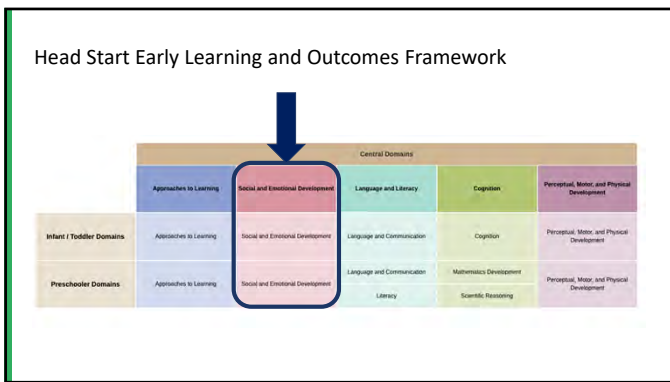 Head Start Early Learning and Outcomes Framework
Central Domains
Approaches to Learning
Social and Emotional Development
Language and Literacy
Cognition
Perceptual, Motor, and Physical
Development
Infant / Toddler Domains
Approaches to Learning
Social and Emotional Development
Language and Communication
Cognition
Perceptual, Motor, and Physical
Development
Preschooler Domains
Approaches to Learning
Social and Emotional Development
Language and Communication
Literacy
Mathematics Development
Scientific Reasoning
Perceptual, Motor, and Physical
Development